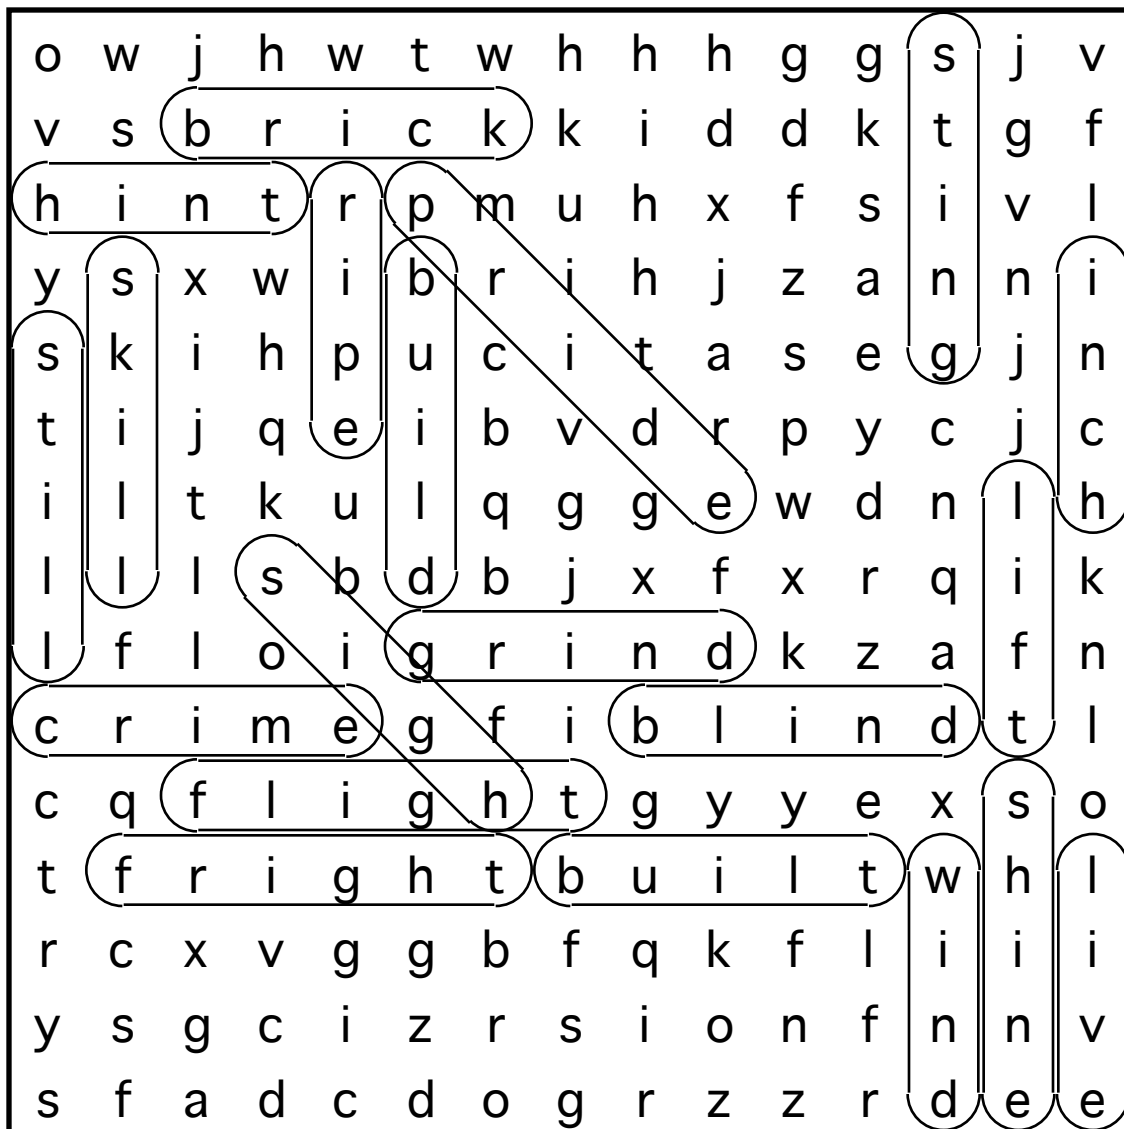 o w j h w t w h h h g g s j v
v s b r i c k k i d d k t g f
h i n t r p m u h x f s i v l
y s x w i b r i h j z a n n i
s k i h p u c i t a s e g j n
t i j q e i b v d r p y c j c
i l t k u l q g g e w d n l h
l l l s b d b j x f x r q i k
l f l o i g r i n d k z a f n
c r i m e g f i b l i n d t l
c q f l i g h t g y y e x s o
t f r i g h t b u i l t w h l
r c x v g g b f q k f l i i i
y s g c i z r s i o n f n n v
s f a d c d o g r z z r d e e